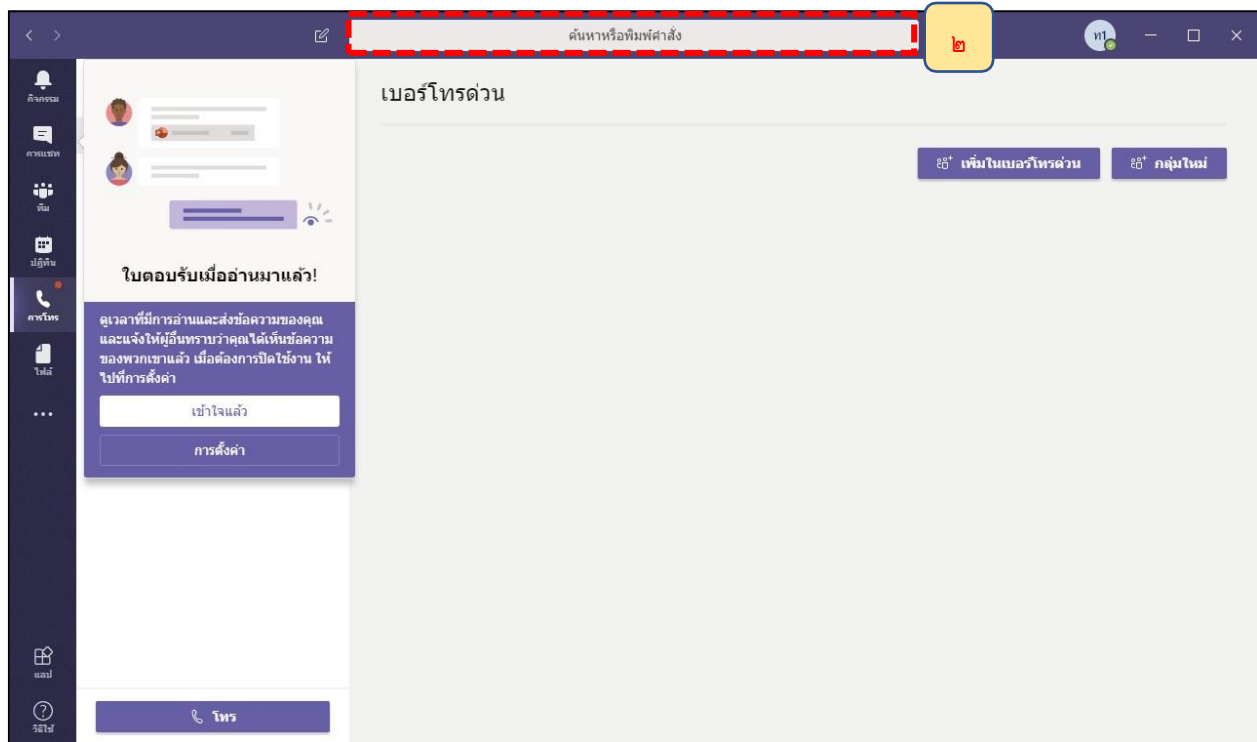 ค้นหาหรือพิมพ์คำสั่ง
๒
ท1
กิจกรรม
การแชท
ทีม
ปฏิทิน
การโทร
ไฟล์
แอป
วิธีใช้
ใบตอบรับเมื่ออ่านมาแล้ว!
ดูเวลาที่มีการอ่านและส่งข้อความของคุณ
และแจ้งให้ผู้อื่นทราบว่าคุณได้เห็นข้อความ
ของพวกเขาแล้ว เมื่อต้องการปิดใช้งาน ให้
ไปที่การตั้งค่า
เข้าใจแล้ว
การตั้งค่า
โทร
เบอร์โทรด่วน
เพิ่มในเบอร์โทรด่วน
กลุ่มใหม่